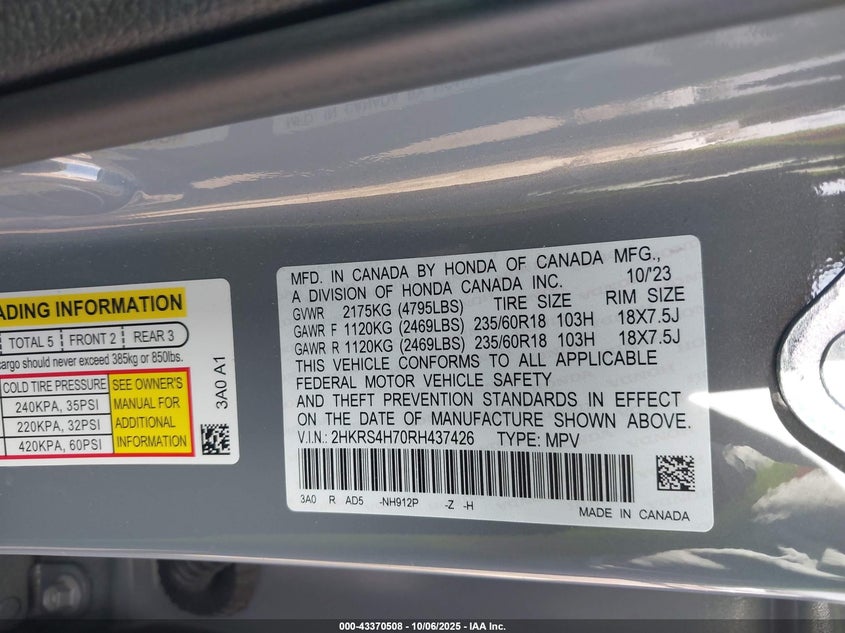 ADING INFORMATION
TOTAL 5 FRONT 2 REAR 3
cargo should never exceed 385kg or 850lbs.
COLD TIRE PRESSURE
240KPA, 35PSI
220KPA, 32PSI
420KPA, 60PSI
SEE OWNER'S
MANUAL FOR
ADDITIONAL
INFORMATION
3A0 A1
MFD. IN CANADA BY HONDA OF CANADA MFG.,
A DIVISION OF HONDA CANADA INC. 10/'23
GVWR 2175KG (4795LBS) TIRE SIZE RIM SIZE
GAWR F 1120KG (2469LBS) 235/60R18 103H 18X7.5J
GAWR R 1120KG (2469LBS) 235/60R18 103H 18X7.5J
THIS VEHICLE CONFORMS TO ALL APPLICABLE
FEDERAL MOTOR VEHICLE SAFETY
AND THEFT PREVENTION STANDARDS IN EFFECT
ON THE DATE OF MANUFACTURE SHOWN ABOVE.
V.I.N: 2HKRS4H70RH437426 TYPE: MPV
3A0 R AD5 -NH912P -Z -H
MADE IN CANADA
000-43370508 - 10/06/2025 - IAA Inc.